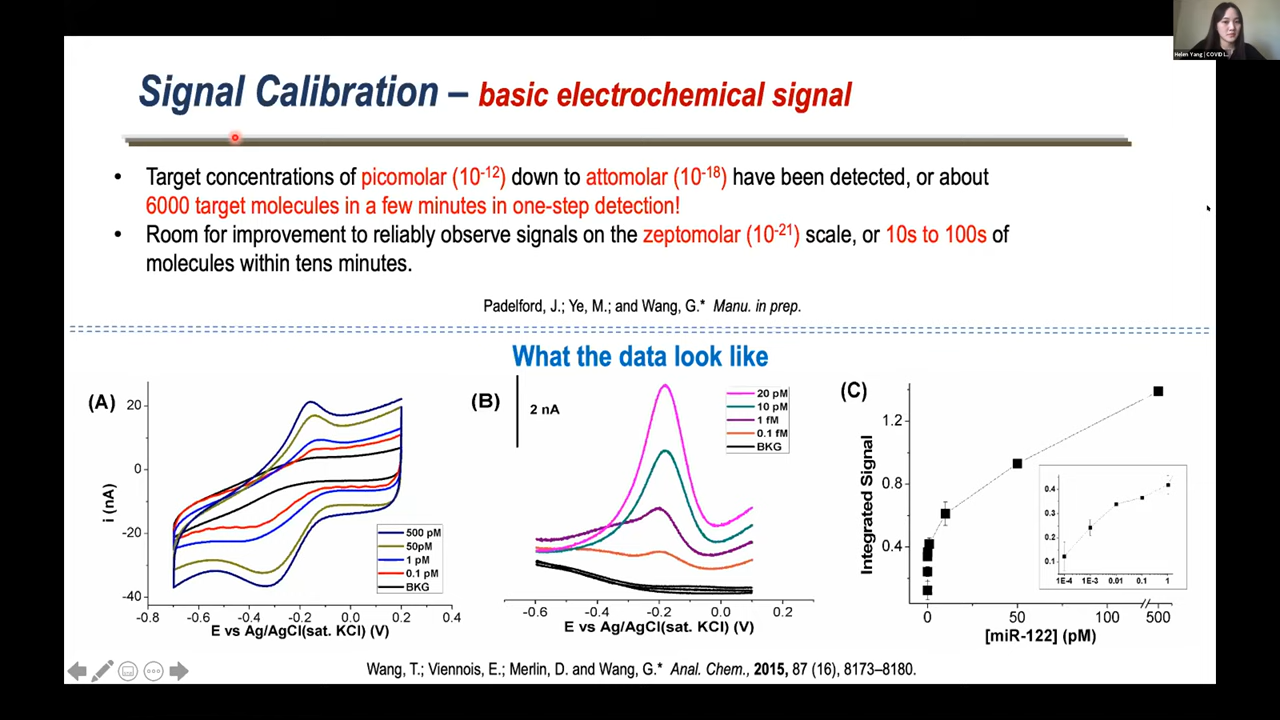 Helen Yang | COVID L...
Signal Calibration – basic electrochemical signal
• Target concentrations of picomolar (10-12) down to attomolar (10-18) have been detected, or about
6000 target molecules in a few minutes in one-step detection!
• Room for improvement to reliably observe signals on the zeptomolar (10-21) scale, or 10s to 100s of
molecules within tens minutes.
Padelford, J.; Ye, M.; and Wang, G.* Manu. in prep.
What the data look like
(A)
20
0
-20
-40
i (nA)
500 pM
50pM
1 pM
0.1 pM
BKG
-0.8 -0.6 -0.4 -0.2 0.0 0.2 0.4
E vs Ag/AgCl(sat. KCl) (V)
(B)
2 nA
20 pM
10 pM
1 fM
0.1 fM
BKG
-0.6 -0.4 -0.2 0.0 0.2
E vs Ag/AgCl(sat. KCl) (V)
(C)
1.2
0.8
0.4
Integrated Signal
0.4
0.3
0.2
0.1
1E-4 1E-3 0.01 0.1 1
0 50 100 500
[miR-122] (pM)
Wang, T.; Viennois, E.; Merlin, D. and Wang, G.* Anal. Chem., 2015, 87 (16), 8173–8180.